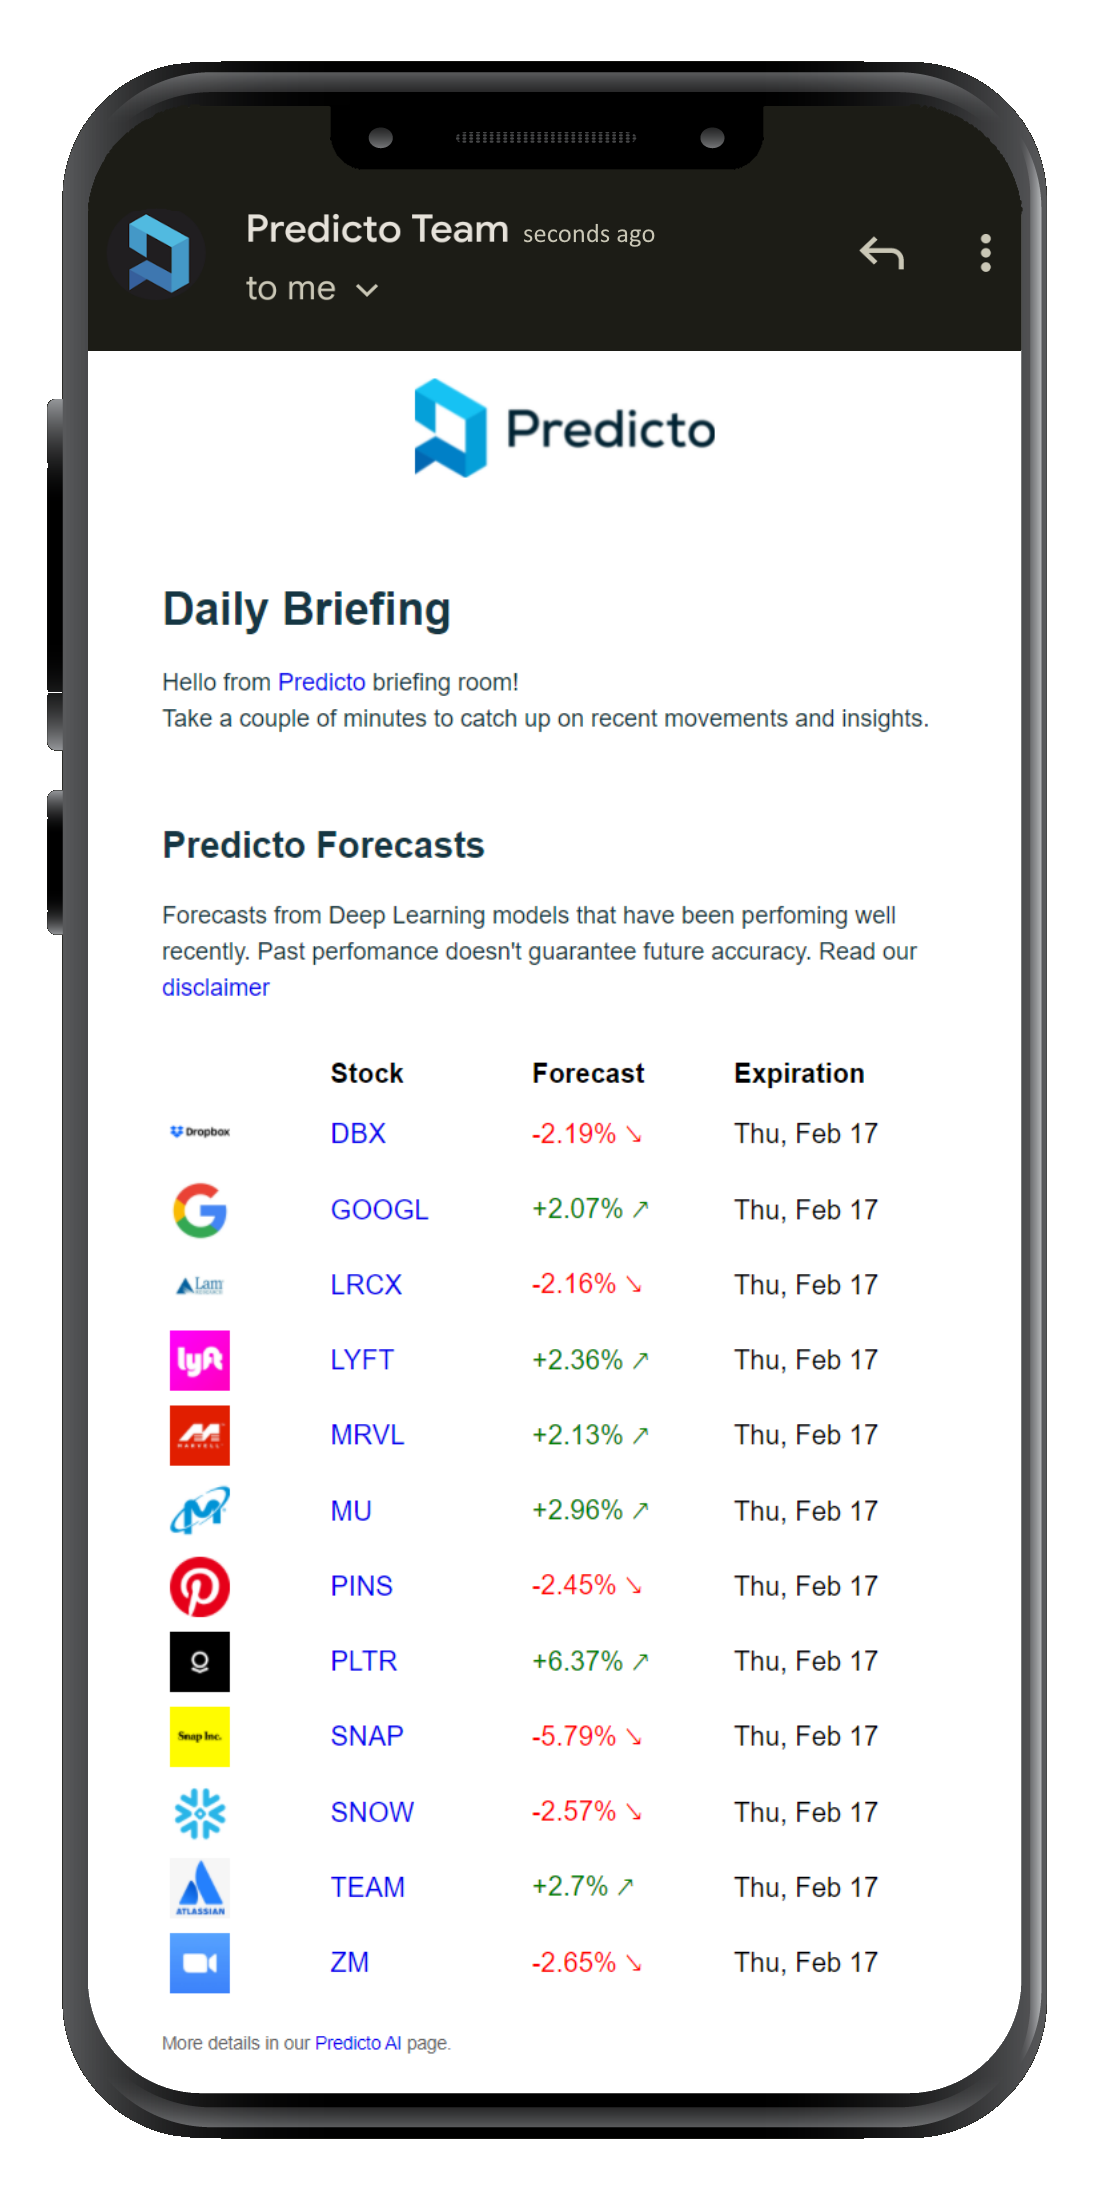 Predicto Team seconds ago
to me
Predicto
Daily Briefing
Hello from Predicto briefing room!
Take a couple of minutes to catch up on recent movements and insights.
Predicto Forecasts
Forecasts from Deep Learning models that have been perfoming well
recently. Past perfomance doesn't guarantee future accuracy. Read our
disclaimer
Stock Forecast Expiration
Dropbox DBX -2.19% ↘ Thu, Feb 17
G GOOGL +2.07% ↗ Thu, Feb 17
Lam RESEARCH LRCX -2.16% ↘ Thu, Feb 17
lyft LYFT +2.36% ↗ Thu, Feb 17
MARVELL MRVL +2.13% ↗ Thu, Feb 17
MU +2.96% ↗ Thu, Feb 17
PINS -2.45% ↘ Thu, Feb 17
PLTR +6.37% ↗ Thu, Feb 17
Snap Inc. SNAP -5.79% ↘ Thu, Feb 17
SNOW -2.57% ↘ Thu, Feb 17
ATLASSIAN TEAM +2.7% ↗ Thu, Feb 17
ZM -2.65% ↘ Thu, Feb 17
More details in our Predicto AI page.